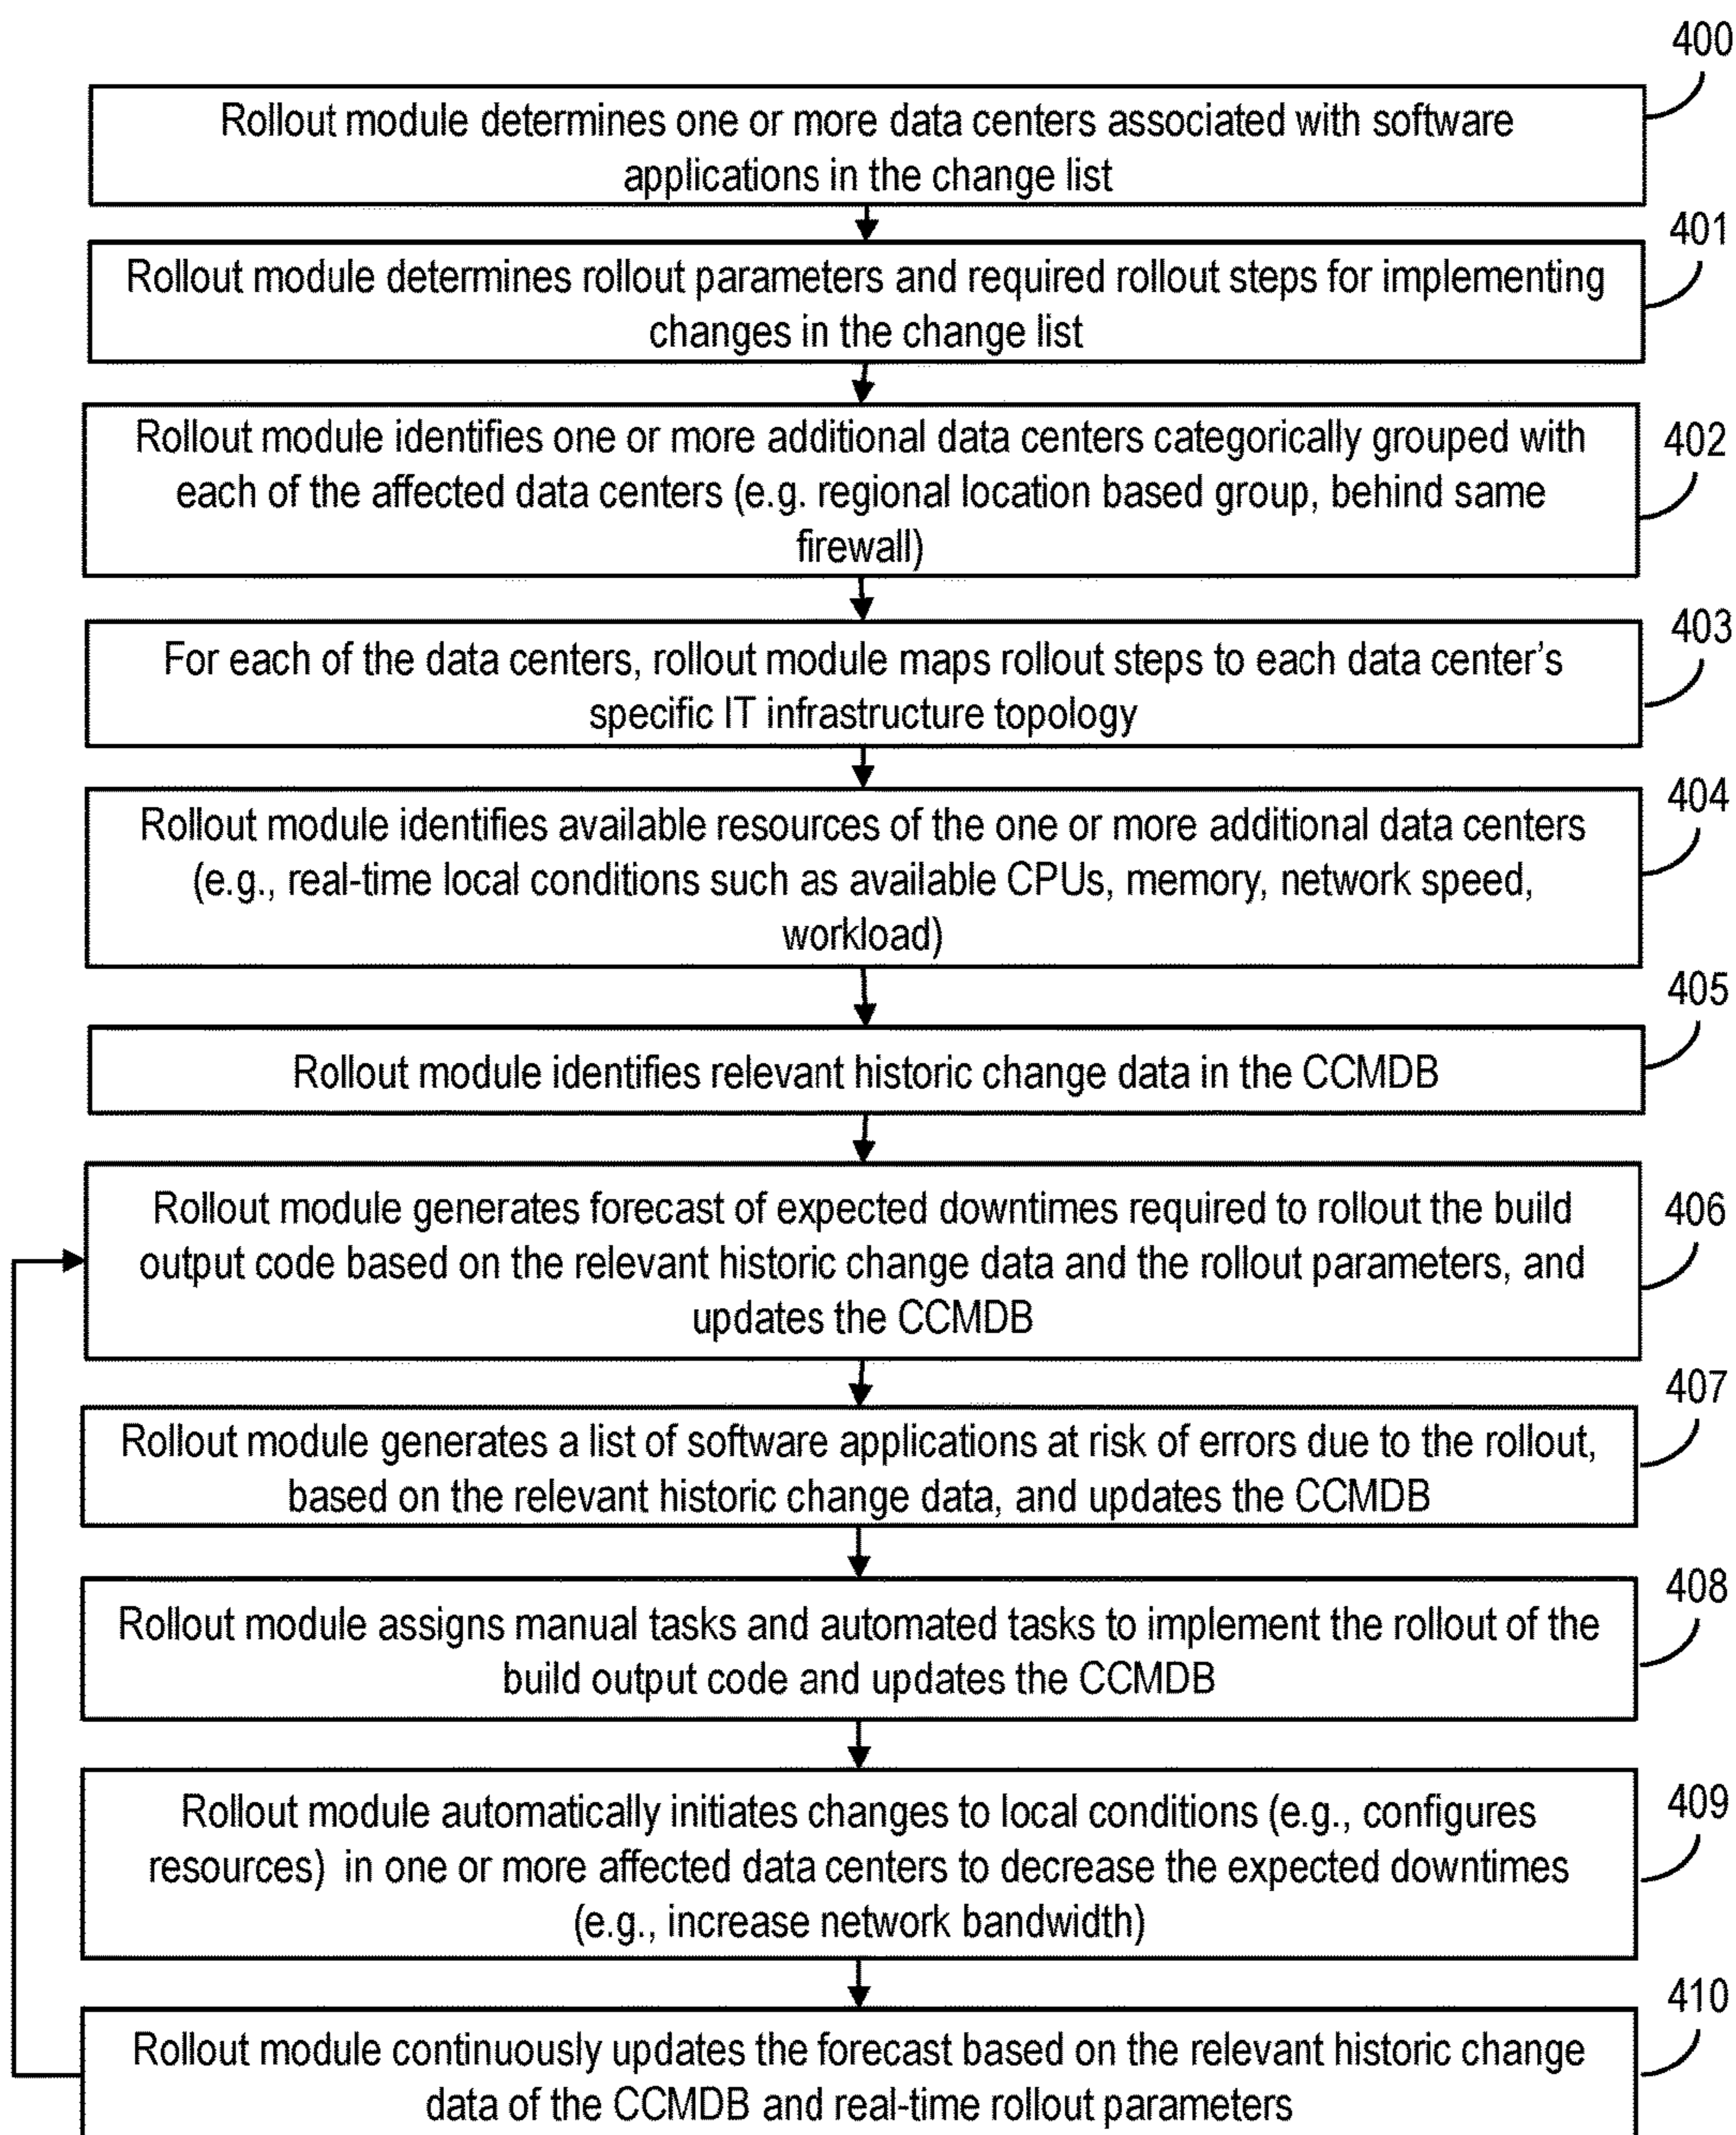 400
Rollout module determines one or more data centers associated with software
applications in the change list
401
Rollout module determines rollout parameters and required rollout steps for implementing
changes in the change list
402
Rollout module identifies one or more additional data centers categorically grouped with
each of the affected data centers (e.g. regional location based group, behind same
firewall)
403
For each of the data centers, rollout module maps rollout steps to each data center's
specific IT infrastructure topology
404
Rollout module identifies available resources of the one or more additional data centers
(e.g., real-time local conditions such as available CPUs, memory, network speed,
workload)
405
Rollout module identifies relevant historic change data in the CCMDB
406
Rollout module generates forecast of expected downtimes required to rollout the build
output code based on the relevant historic change data and the rollout parameters, and
updates the CCMDB
407
Rollout module generates a list of software applications at risk of errors due to the rollout,
based on the relevant historic change data, and updates the CCMDB
408
Rollout module assigns manual tasks and automated tasks to implement the rollout of the
build output code and updates the CCMDB
409
Rollout module automatically initiates changes to local conditions (e.g., configures
resources) in one or more affected data centers to decrease the expected downtimes
(e.g., increase network bandwidth)
410
Rollout module continuously updates the forecast based on the relevant historic change
data of the CCMDB and real-time rollout parameters